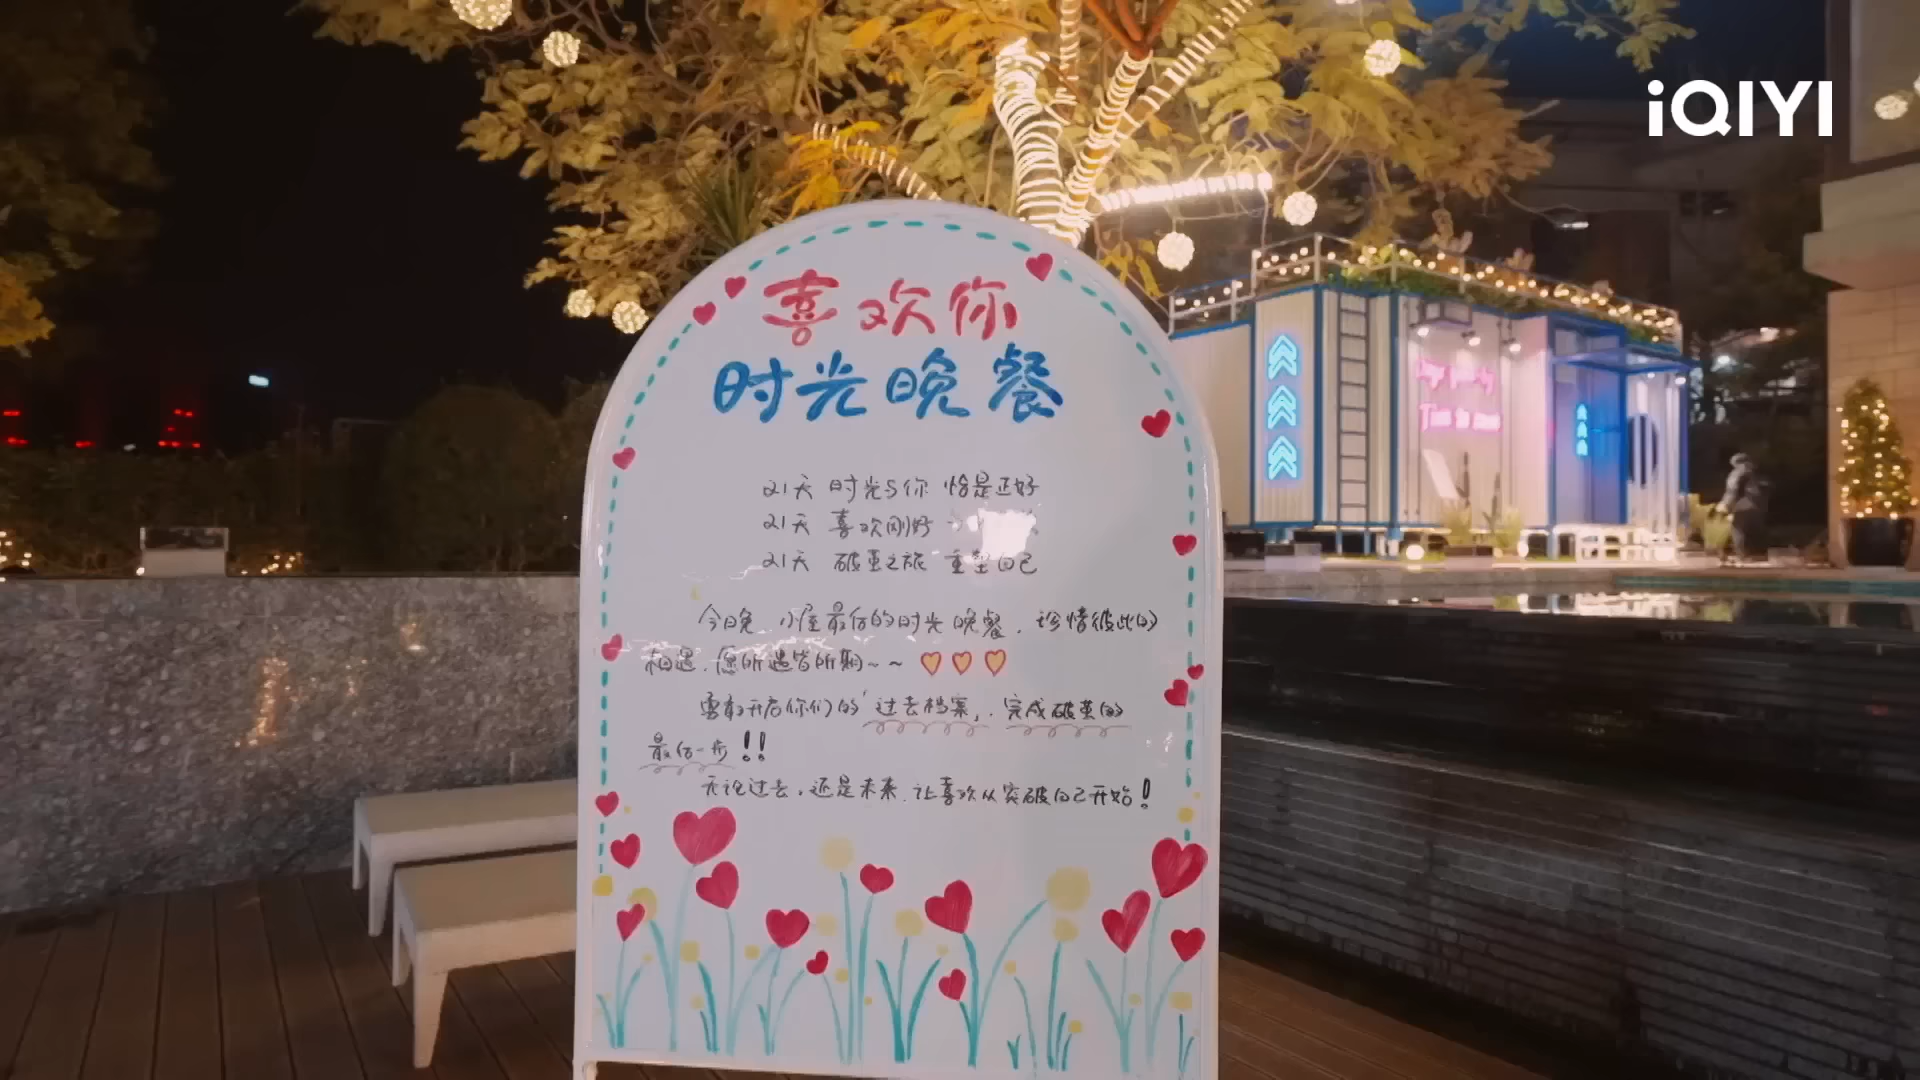 iQIYI
喜欢你
时光晚餐
21天 时光与你 恰是正好
21天 喜欢刚好
21天 破茧之旅 重塑自己
今晚，小屋最后的时光晚餐，珍惜彼此的
相遇，愿所遇皆所期~~
勇敢开启你们的'过去档案'，完成破茧的
最后一步!!
无论过去，还是未来，让喜欢从突破自己开始!